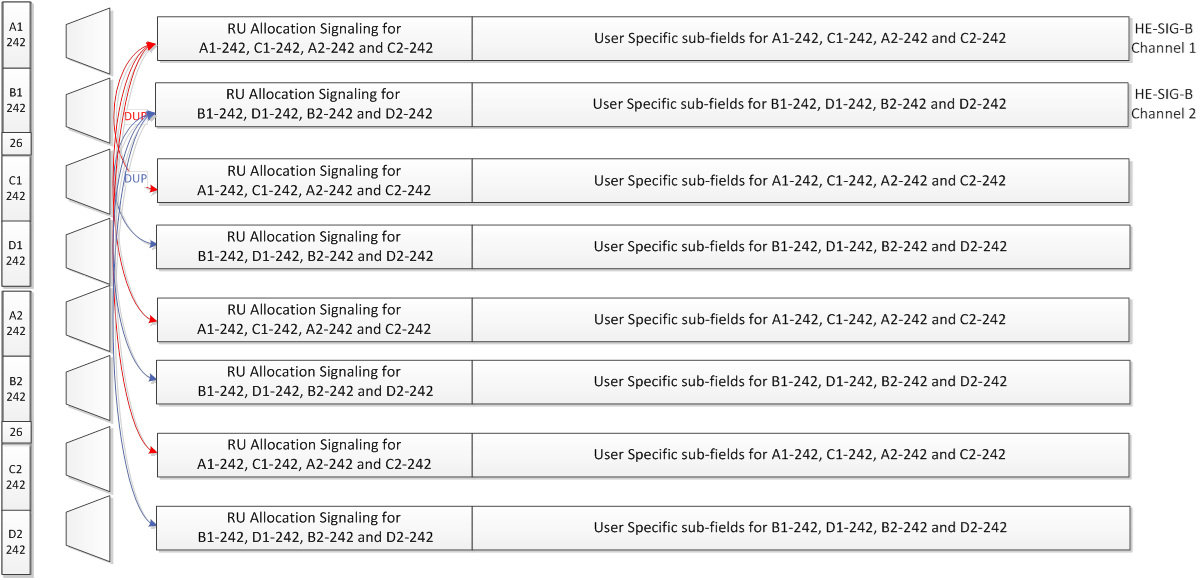 A1
242
B1
242
26
C1
242
D1
242
A2
242
B2
242
26
C2
242
D2
242
RU Allocation Signaling for
A1-242, C1-242, A2-242 and C2-242
User Specific sub-fields for A1-242, C1-242, A2-242 and C2-242
HE-SIG-B
Channel 1
RU Allocation Signaling for
B1-242, D1-242, B2-242 and D2-242
User Specific sub-fields for B1-242, D1-242, B2-242 and D2-242
HE-SIG-B
Channel 2
DUP
DUP
RU Allocation Signaling for
A1-242, C1-242, A2-242 and C2-242
User Specific sub-fields for A1-242, C1-242, A2-242 and C2-242
RU Allocation Signaling for
B1-242, D1-242, B2-242 and D2-242
User Specific sub-fields for B1-242, D1-242, B2-242 and D2-242
RU Allocation Signaling for
A1-242, C1-242, A2-242 and C2-242
User Specific sub-fields for A1-242, C1-242, A2-242 and C2-242
RU Allocation Signaling for
B1-242, D1-242, B2-242 and D2-242
User Specific sub-fields for B1-242, D1-242, B2-242 and D2-242
RU Allocation Signaling for
A1-242, C1-242, A2-242 and C2-242
User Specific sub-fields for A1-242, C1-242, A2-242 and C2-242
RU Allocation Signaling for
B1-242, D1-242, B2-242 and D2-242
User Specific sub-fields for B1-242, D1-242, B2-242 and D2-242